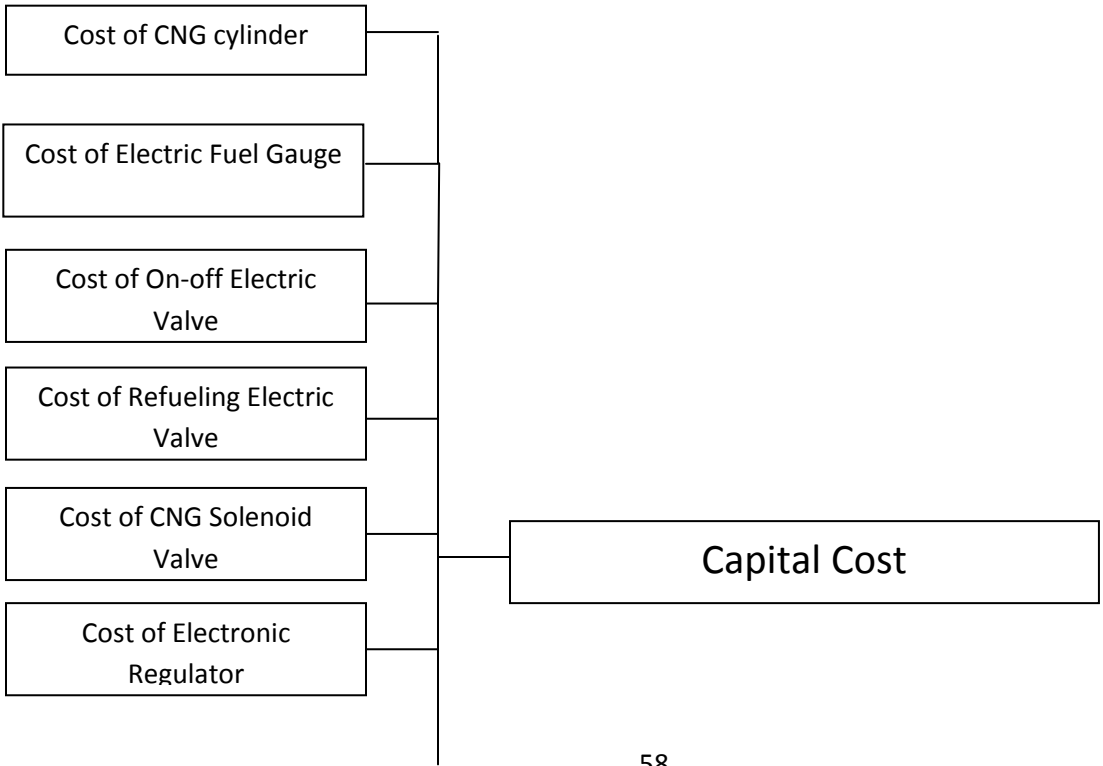 Cost of CNG cylinder
Cost of Electric Fuel Gauge
Cost of On-off Electric
Valve
Cost of Refueling Electric
Valve
Cost of CNG Solenoid
Valve
Capital Cost
Cost of Electronic
Regulator
58